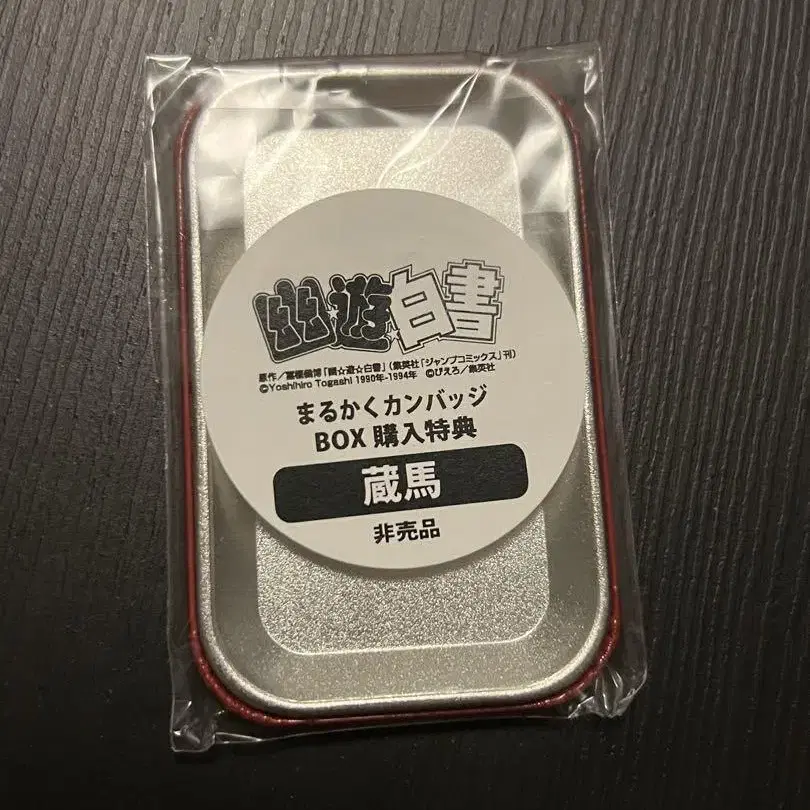 幽☆遊☆白書
原作／冨樫義博「幽☆遊☆白書」（集英社「ジャンプコミックス」刊）
©Yoshihiro Togashi 1990年-1994年 ©ぴえろ／集英社
まるかくカンバッジ
BOX 購入特典
蔵馬
非売品